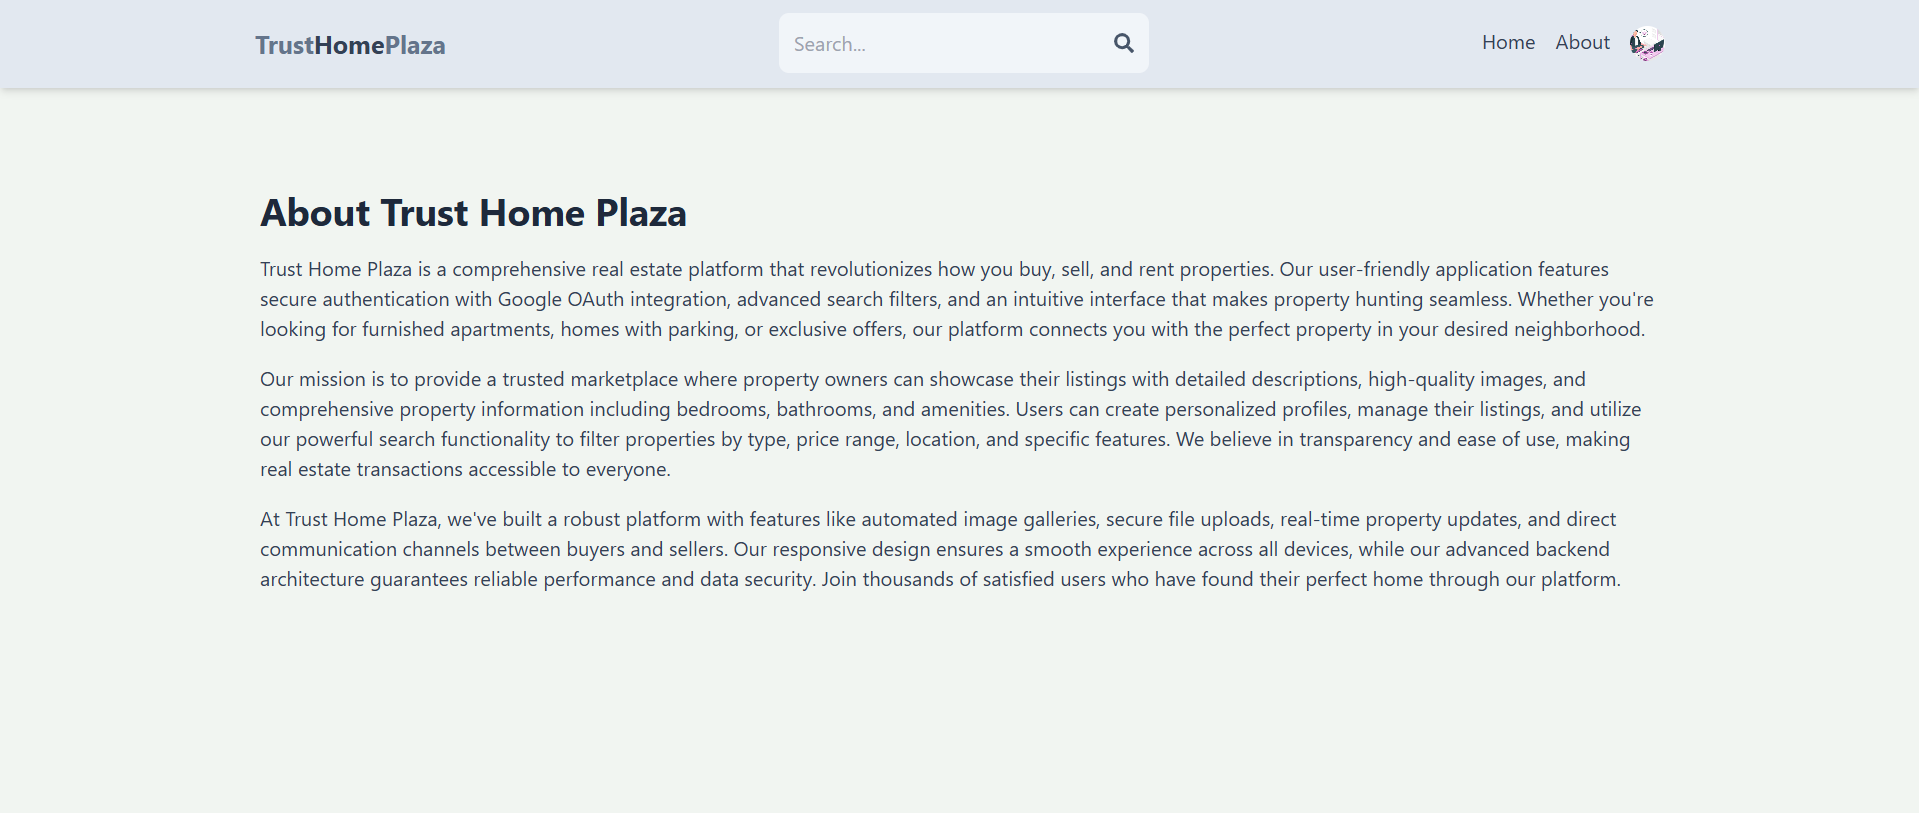 TrustHomePlaza
Search...
Home About
About Trust Home Plaza
Trust Home Plaza is a comprehensive real estate platform that revolutionizes how you buy, sell, and rent properties. Our user-friendly application features
secure authentication with Google OAuth integration, advanced search filters, and an intuitive interface that makes property hunting seamless. Whether you're
looking for furnished apartments, homes with parking, or exclusive offers, our platform connects you with the perfect property in your desired neighborhood.
Our mission is to provide a trusted marketplace where property owners can showcase their listings with detailed descriptions, high-quality images, and
comprehensive property information including bedrooms, bathrooms, and amenities. Users can create personalized profiles, manage their listings, and utilize
our powerful search functionality to filter properties by type, price range, location, and specific features. We believe in transparency and ease of use, making
real estate transactions accessible to everyone.
At Trust Home Plaza, we've built a robust platform with features like automated image galleries, secure file uploads, real-time property updates, and direct
communication channels between buyers and sellers. Our responsive design ensures a smooth experience across all devices, while our advanced backend
architecture guarantees reliable performance and data security. Join thousands of satisfied users who have found their perfect home through our platform.